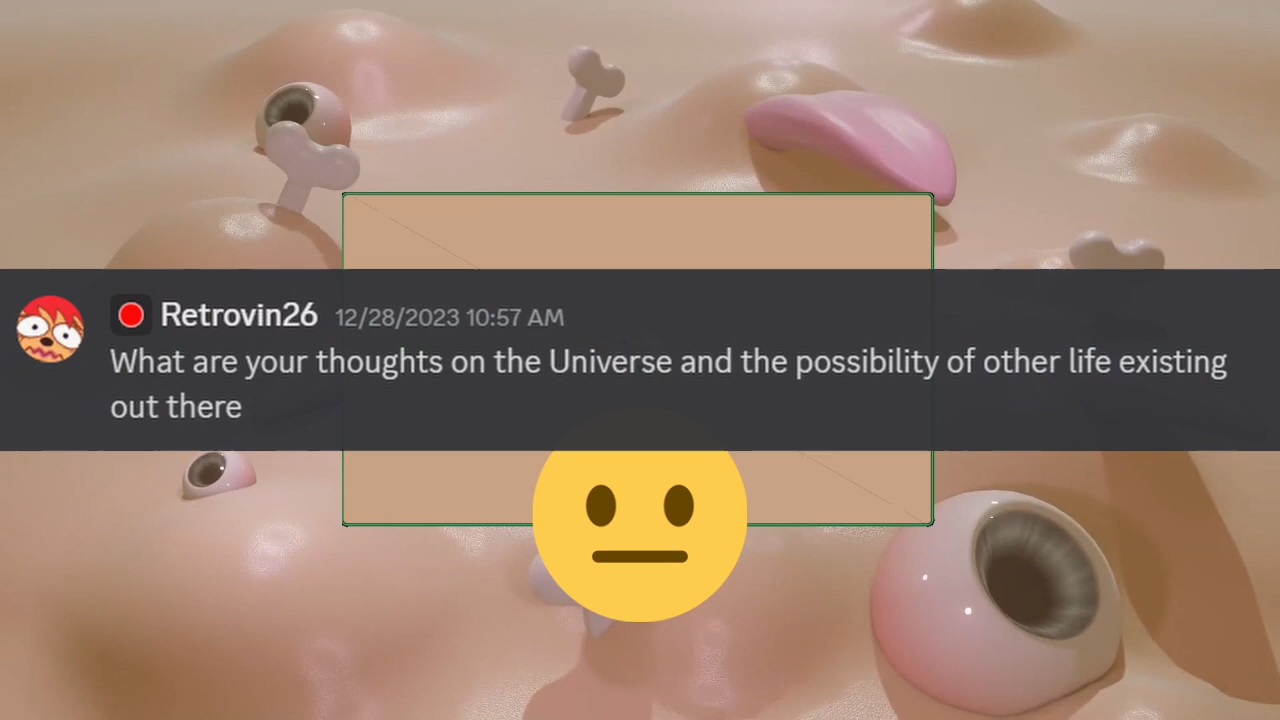 Retrovin26 12/28/2023 10:57 AM
What are your thoughts on the Universe and the possibility of other life existing
out there